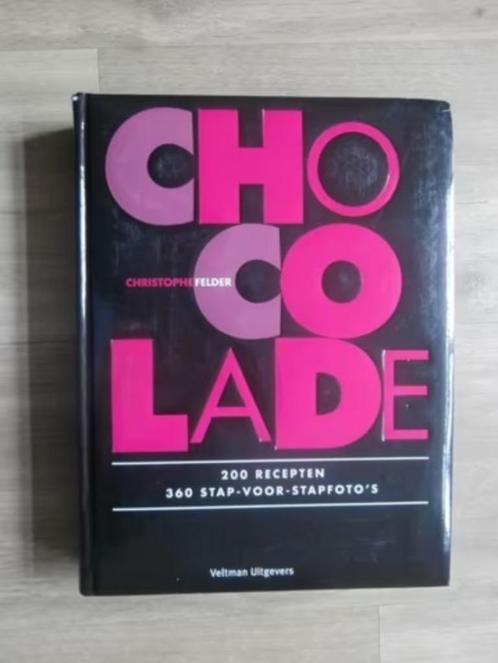 CHO
CHRISTOPHE FELDER
CO
LADE
200 RECEPTEN
360 STAP-VOOR-STAPFOTO'S
Veltman Uitgevers